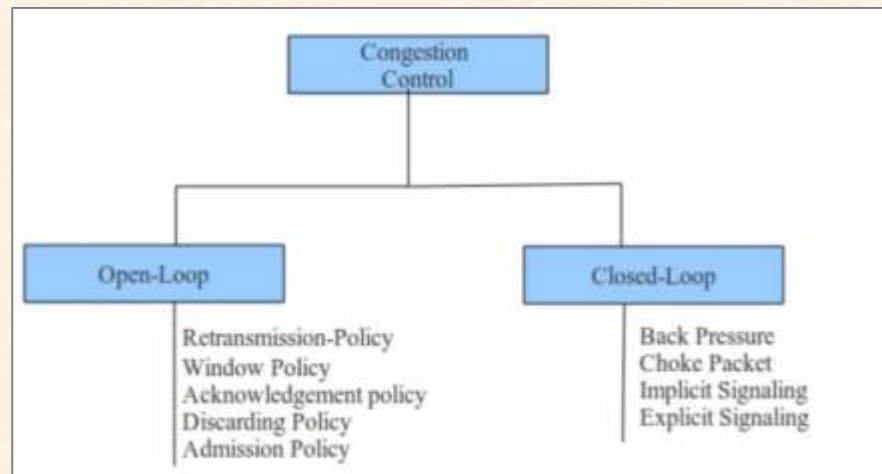 Congestion
Control
Open-Loop
Closed-Loop
Retransmission-Policy
Window Policy
Acknowledgement policy
Discarding Policy
Admission Policy
Back Pressure
Choke Packet
Implicit Signaling
Explicit Signaling